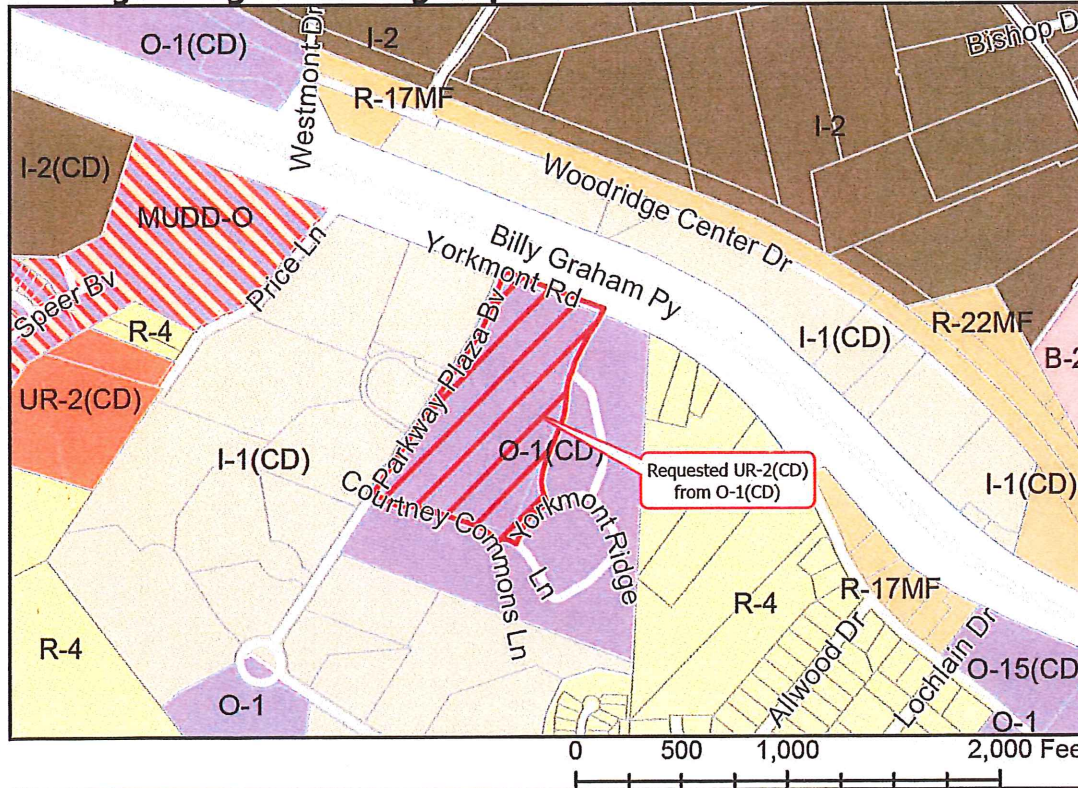 O-1(CD)
Westmont Dr
I-2
Bishop D
R-17MF
I-2
I-2(CD)
MUDD-O
Woodridge Center Dr
Billy Graham Py
Yorkmont Rd
Price Ln
Speer Bv
R-4
I-1(CD)
R-22MF
B-2
UR-2(CD)
Parkway Plaza Bv
I-1(CD)
O-1(CD)
Requested UR-2(CD)
from O-1(CD)
I-1(CD)
Courtney Commons Ln
Yorkmont Ridge
Ln
R-4
R-17MF
R-4
Allwood Dr
Lochlain Dr
O-15(CD
O-1
O-1
0 500 1,000 2,000 Fee